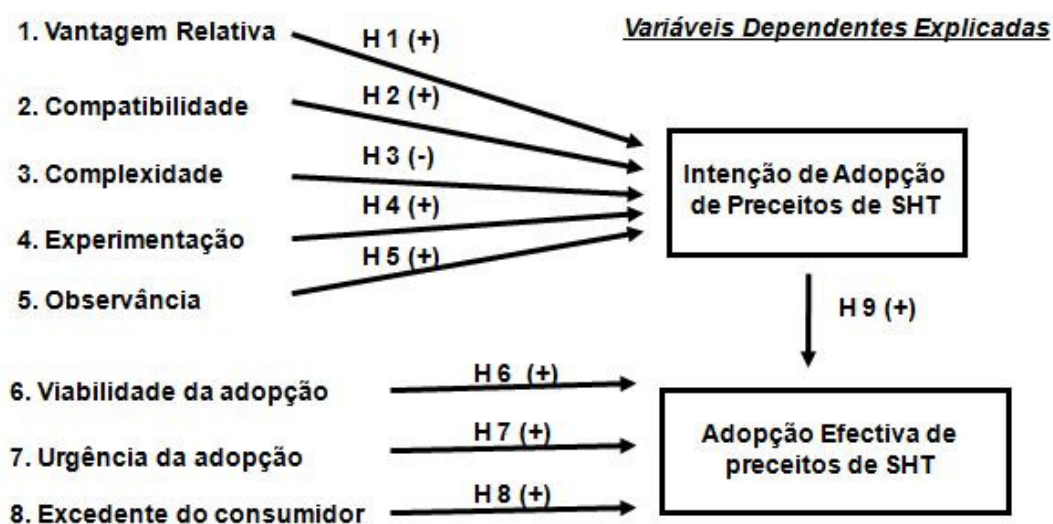 1. Vantagem Relativa
H 1 (+)
Variáveis Dependentes Explicadas
2. Compatibilidade
H 2 (+)
3. Complexidade
H 3 (-)
Intenção de Adopção
de Preceitos de SHT
4. Experimentação
H 4 (+)
5. Observância
H 5 (+)
H 9 (+)
6. Viabilidade da adopção
H 6 (+)
7. Urgência da adopção
H 7 (+)
Adopção Efectiva de
preceitos de SHT
8. Excedente do consumidor
H 8 (+)